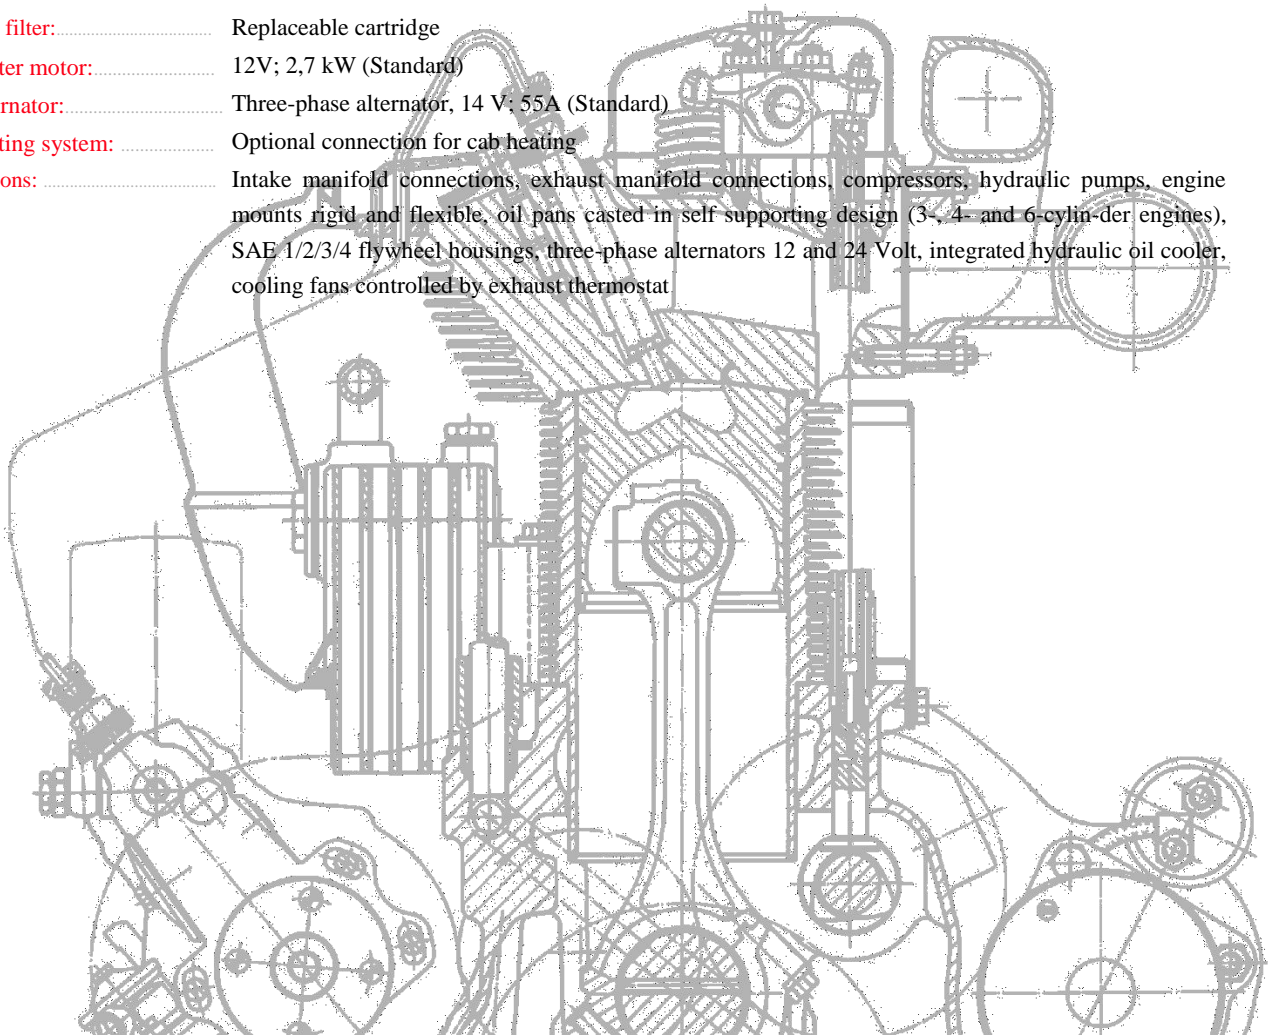 filter: Replaceable cartridge
ter motor: 12V; 2,7 kW (Standard)
rnator: Three-phase alternator, 14 V; 55A (Standard)
ting system: Optional connection for cab heating
ons: Intake manifold connections, exhaust manifold connections, compressors, hydraulic pumps, engine
mounts rigid and flexible, oil pans casted in self supporting design (3-, 4- and 6-cylin-der engines),
SAE 1/2/3/4 flywheel housings, three-phase alternators 12 and 24 Volt, integrated hydraulic oil cooler,
cooling fans controlled by exhaust thermostat